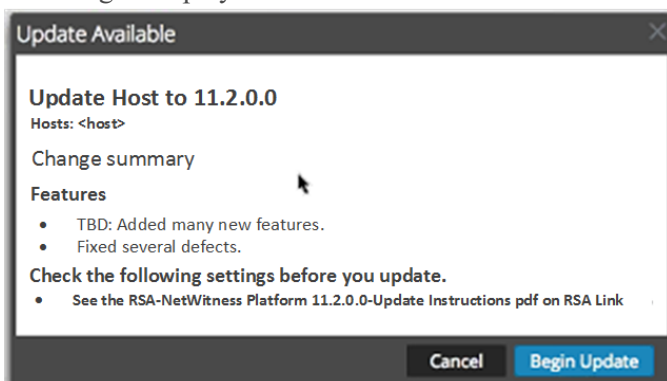 Update Available
Update Host to 11.2.0.0
Hosts: <host>
Change summary
Features
• TBD: Added many new features.
• Fixed several defects.
Check the following settings before you update.
• See the RSA-NetWitness Platform 11.2.0.0-Update Instructions pdf on RSA Link
Cancel Begin Update